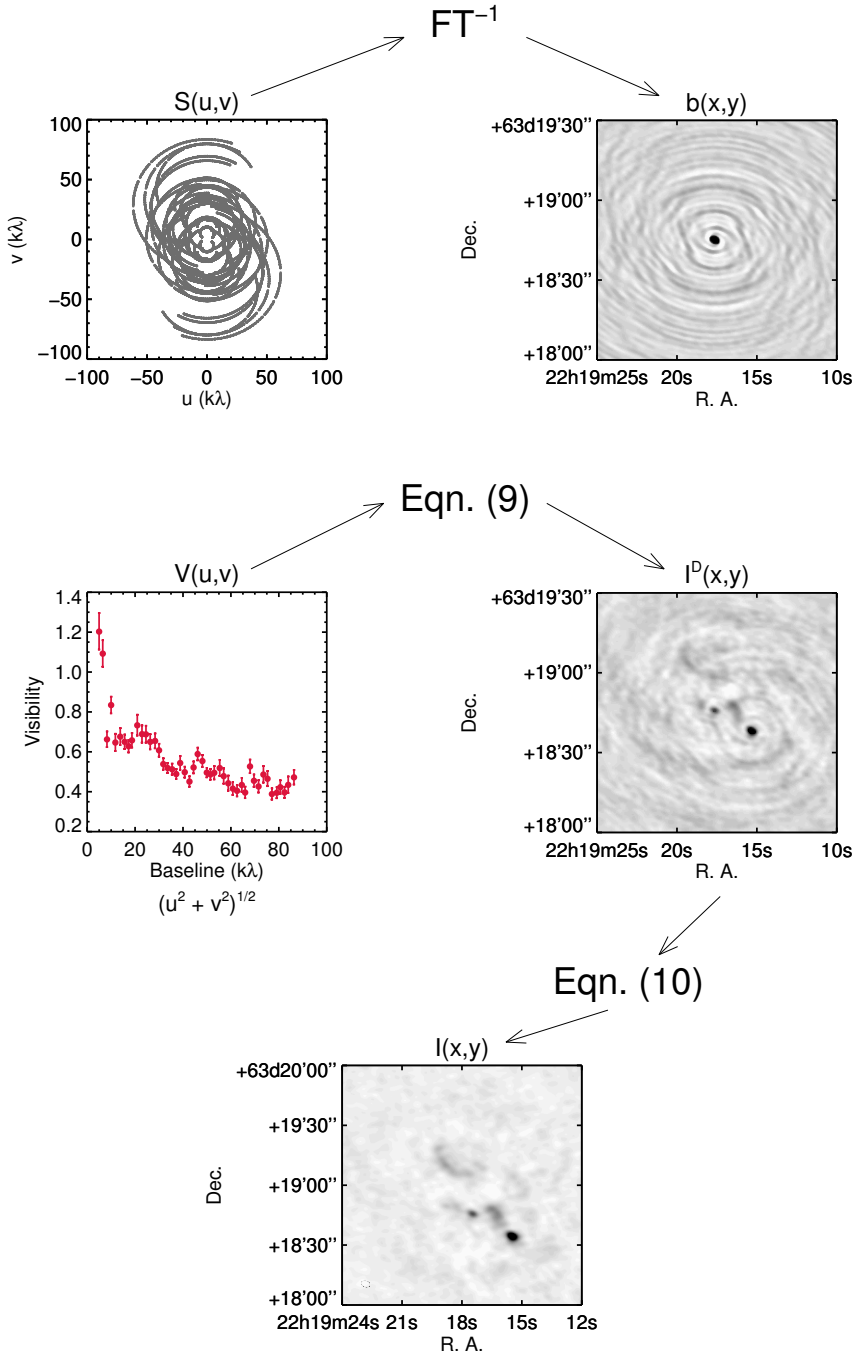 FT⁻¹
S(u,v)
100
50
0
−50
−100
v (kλ)
−100 −50 0 50 100
u (kλ)
b(x,y)
+63d19'30''
+19'00''
+18'30''
+18'00''
Dec.
22h19m25s 20s 15s 10s
R. A.
Eqn. (9)
V(u,v)
1.4
1.2
1.0
0.8
0.6
0.4
0.2
Visibility
0 20 40 60 80 100
Baseline (kλ)
(u² + v²)¹/²
Iᴰ(x,y)
+63d19'30''
+19'00''
+18'30''
+18'00''
Dec.
22h19m25s 20s 15s 10s
R. A.
Eqn. (10)
I(x,y)
+63d20'00''
+19'30''
+19'00''
+18'30''
+18'00''
Dec.
22h19m24s 21s 18s 15s 12s
R. A.